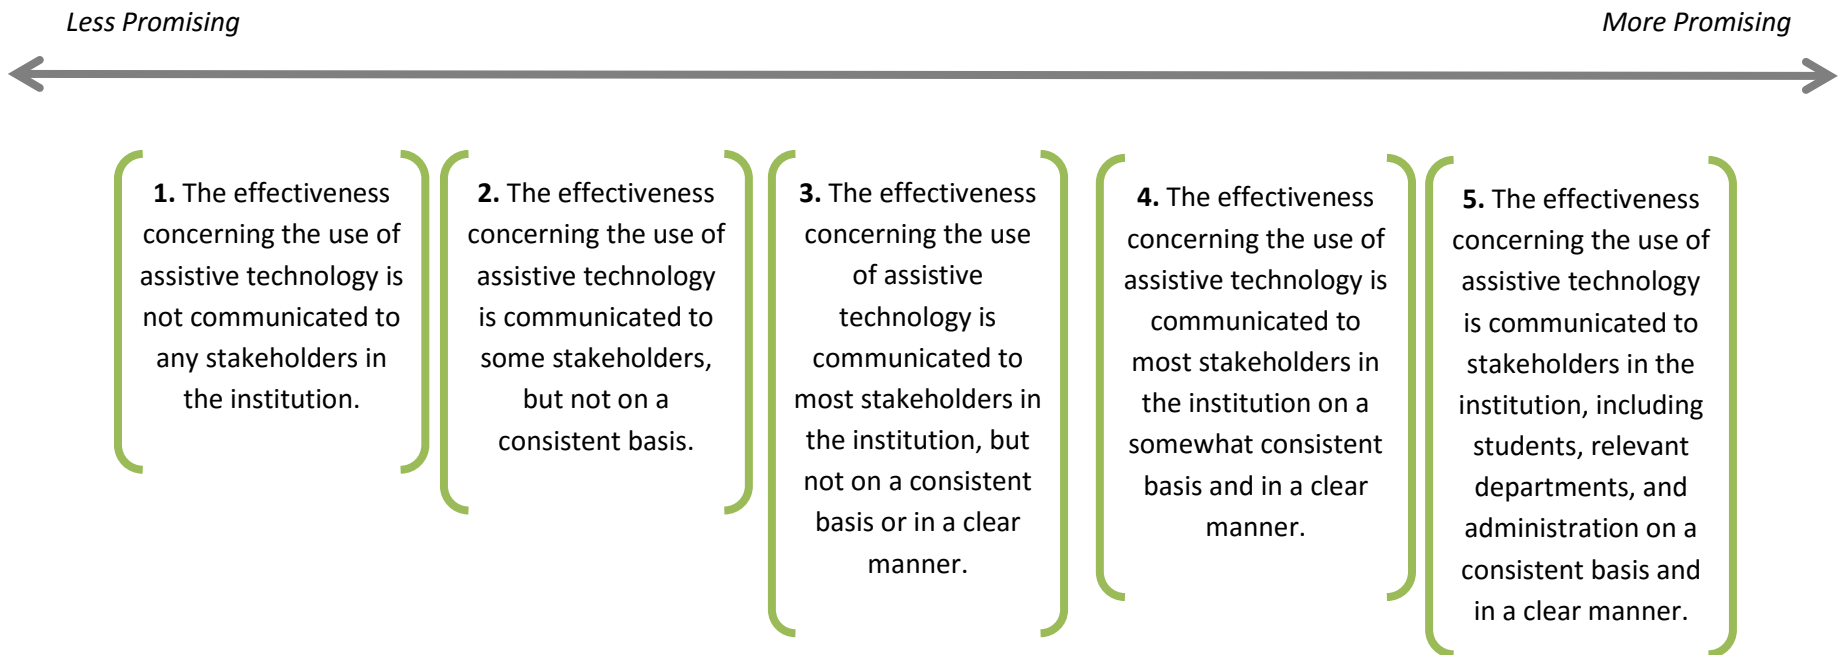 Less Promising
More Promising
1. The effectiveness
concerning the use of
assistive technology is
not communicated to
any stakeholders in
the institution.
2. The effectiveness
concerning the use of
assistive technology
is communicated to
some stakeholders,
but not on a
consistent basis.
3. The effectiveness
concerning the use
of assistive
technology is
communicated to
most stakeholders in
the institution, but
not on a consistent
basis or in a clear
manner.
4. The effectiveness
concerning the use of
assistive technology is
communicated to
most stakeholders in
the institution on a
somewhat consistent
basis and in a clear
manner.
5. The effectiveness
concerning the use of
assistive technology
is communicated to
stakeholders in the
institution, including
students, relevant
departments, and
administration on a
consistent basis and
in a clear manner.